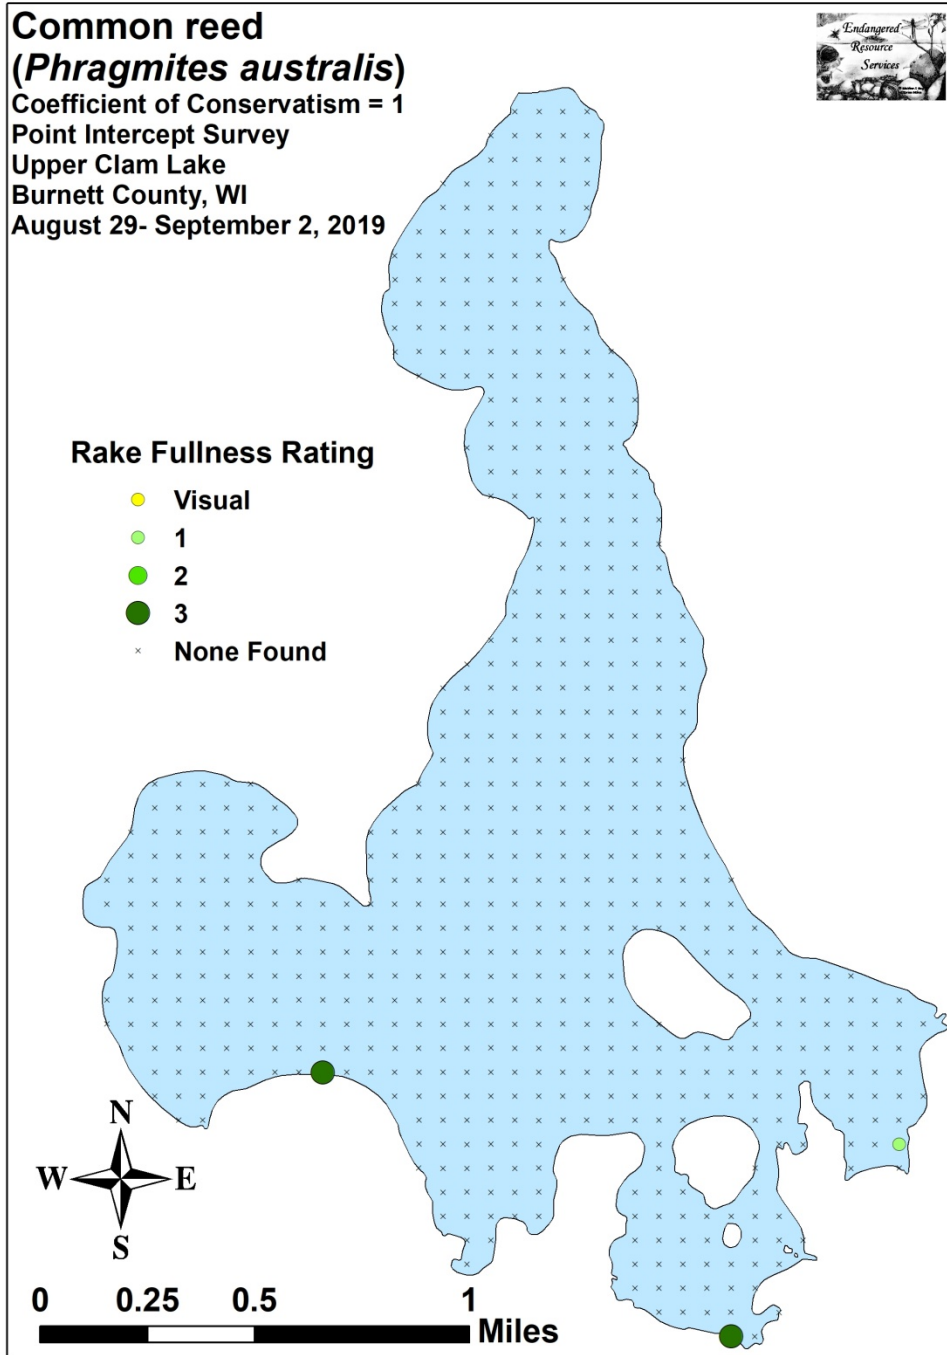 Common reed
(Phragmites australis)
Coefficient of Conservatism = 1
Point Intercept Survey
Upper Clam Lake
Burnett County, WI
August 29- September 2, 2019
Endangered
Resource
Services
Rake Fullness Rating
Visual
1
2
3
None Found
N
W E
S
0 0.25 0.5 1
Miles